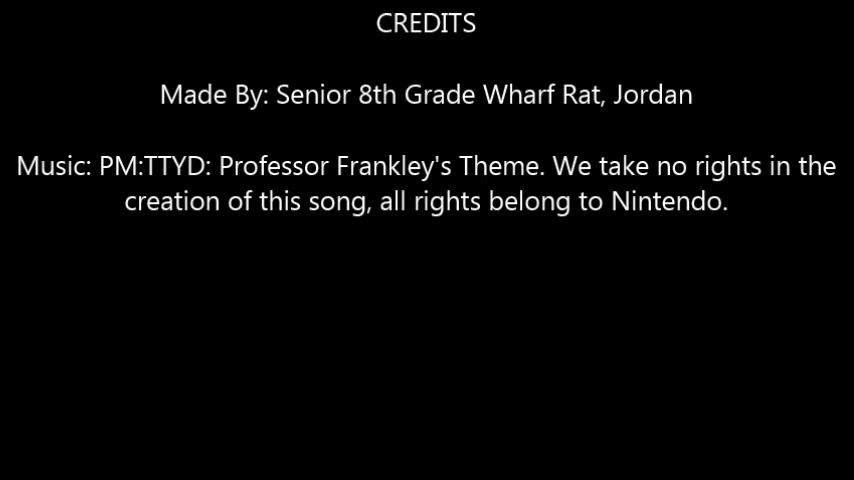 CREDITS
Made By: Senior 8th Grade Wharf Rat, Jordan
Music: PM:TTYD: Professor Frankley's Theme. We take no rights in the
creation of this song, all rights belong to Nintendo.